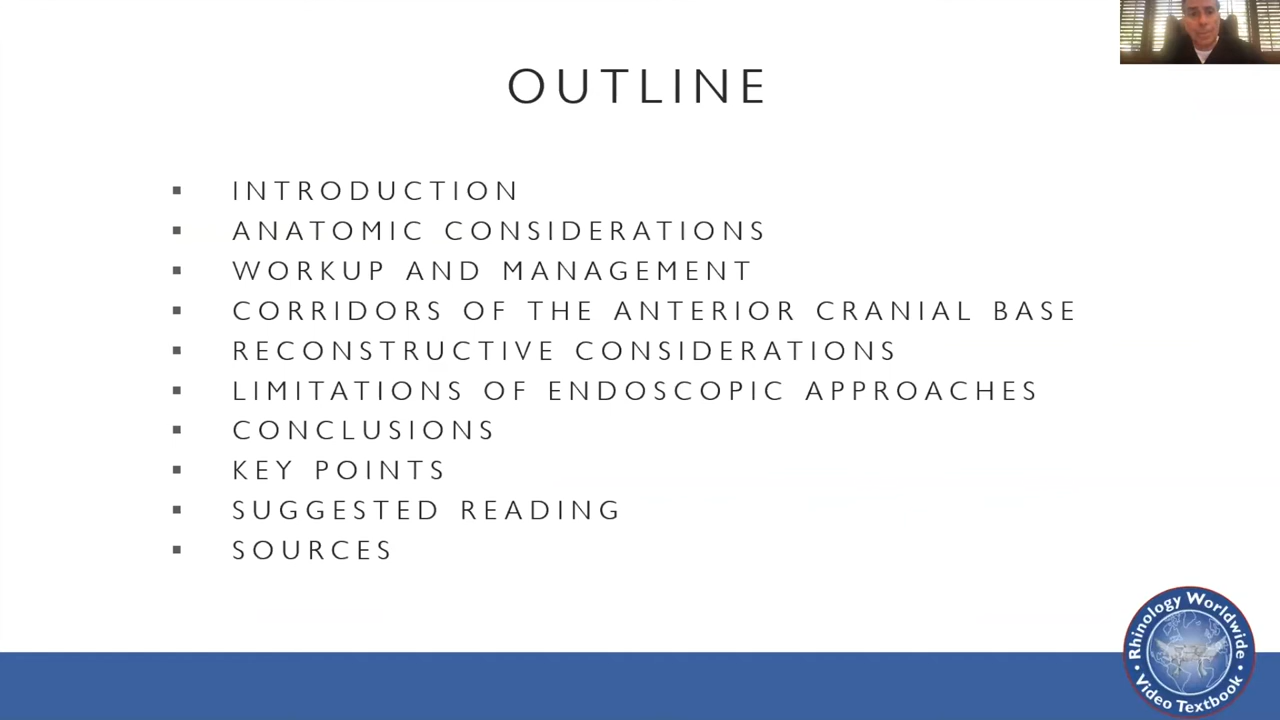 OUTLINE
▪ INTRODUCTION
▪ ANATOMIC CONSIDERATIONS
▪ WORKUP AND MANAGEMENT
▪ CORRIDORS OF THE ANTERIOR CRANIAL BASE
▪ RECONSTRUCTIVE CONSIDERATIONS
▪ LIMITATIONS OF ENDOSCOPIC APPROACHES
▪ CONCLUSIONS
▪ KEY POINTS
▪ SUGGESTED READING
▪ SOURCES
Rhinology Worldwide
• Video Textbook •